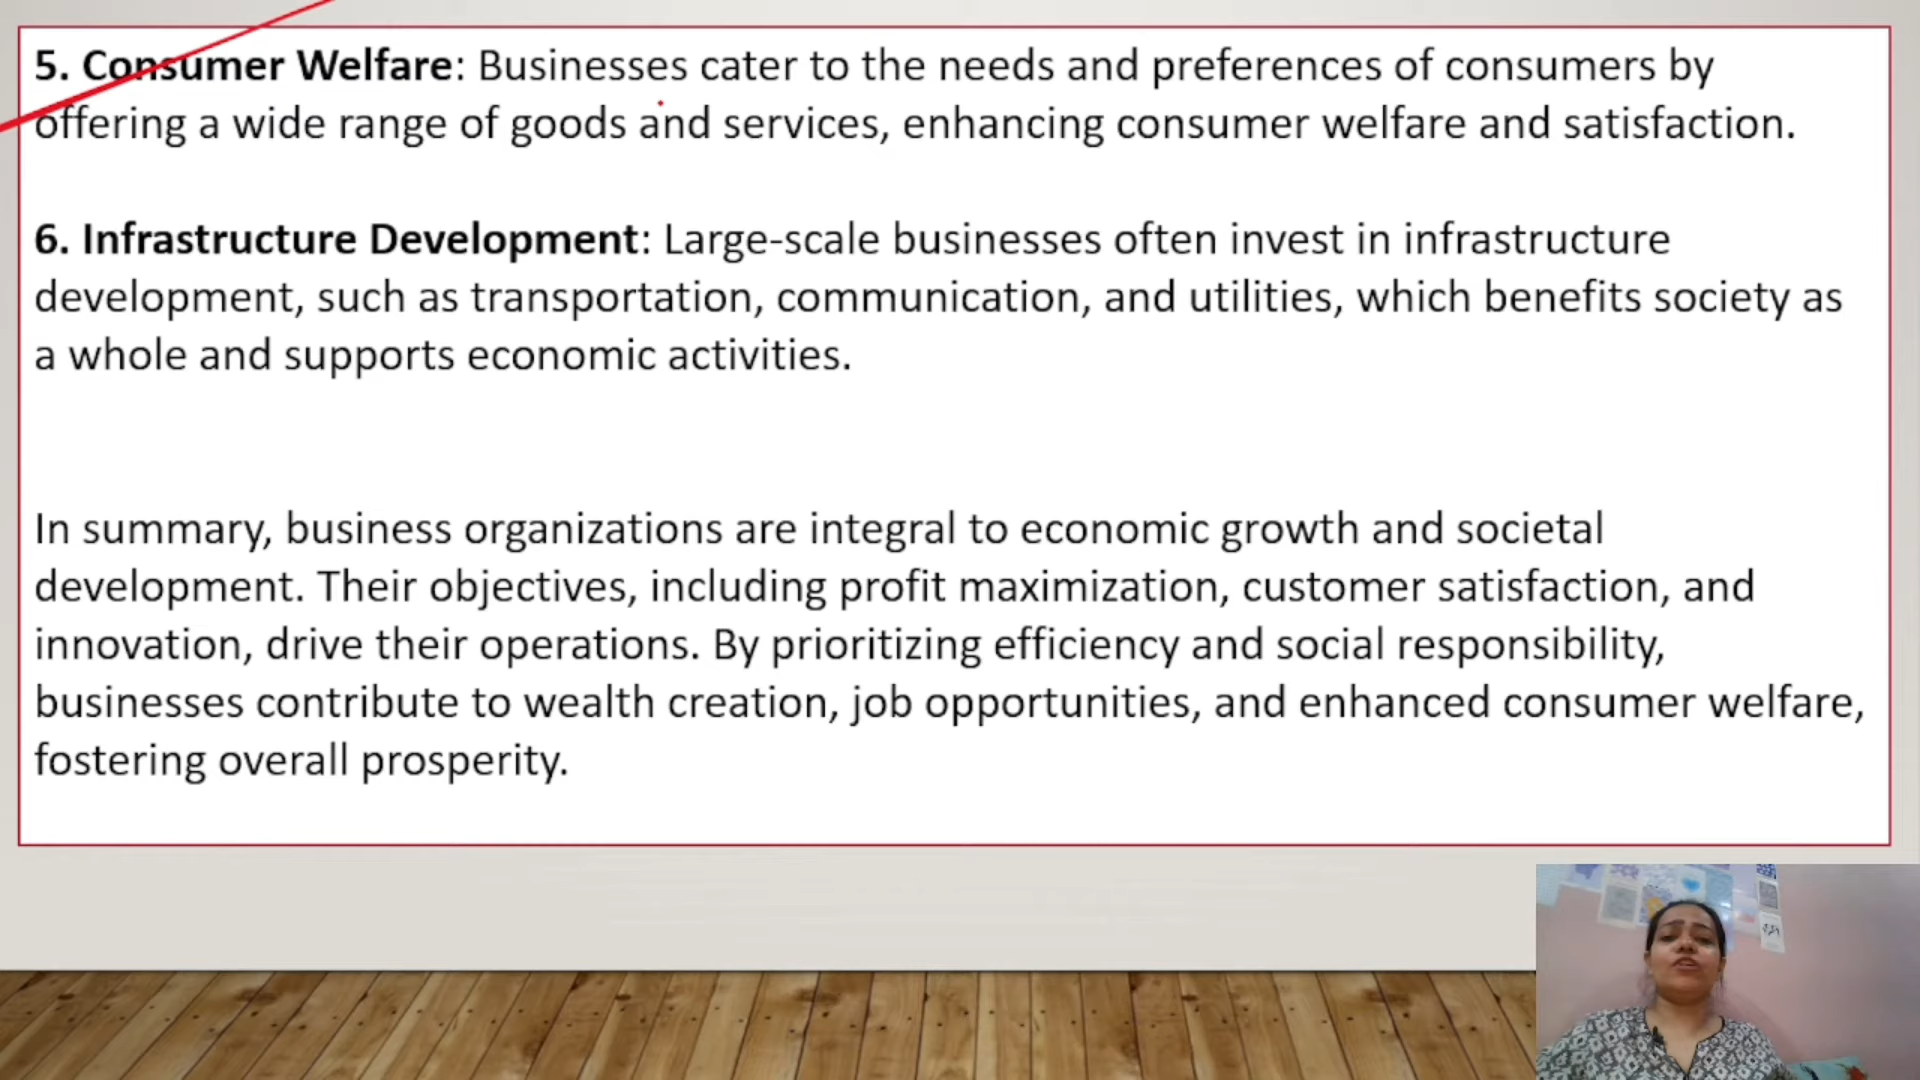 5. Consumer Welfare: Businesses cater to the needs and preferences of consumers by
offering a wide range of goods and services, enhancing consumer welfare and satisfaction.
6. Infrastructure Development: Large-scale businesses often invest in infrastructure
development, such as transportation, communication, and utilities, which benefits society as
a whole and supports economic activities.
In summary, business organizations are integral to economic growth and societal
development. Their objectives, including profit maximization, customer satisfaction, and
innovation, drive their operations. By prioritizing efficiency and social responsibility,
businesses contribute to wealth creation, job opportunities, and enhanced consumer welfare,
fostering overall prosperity.